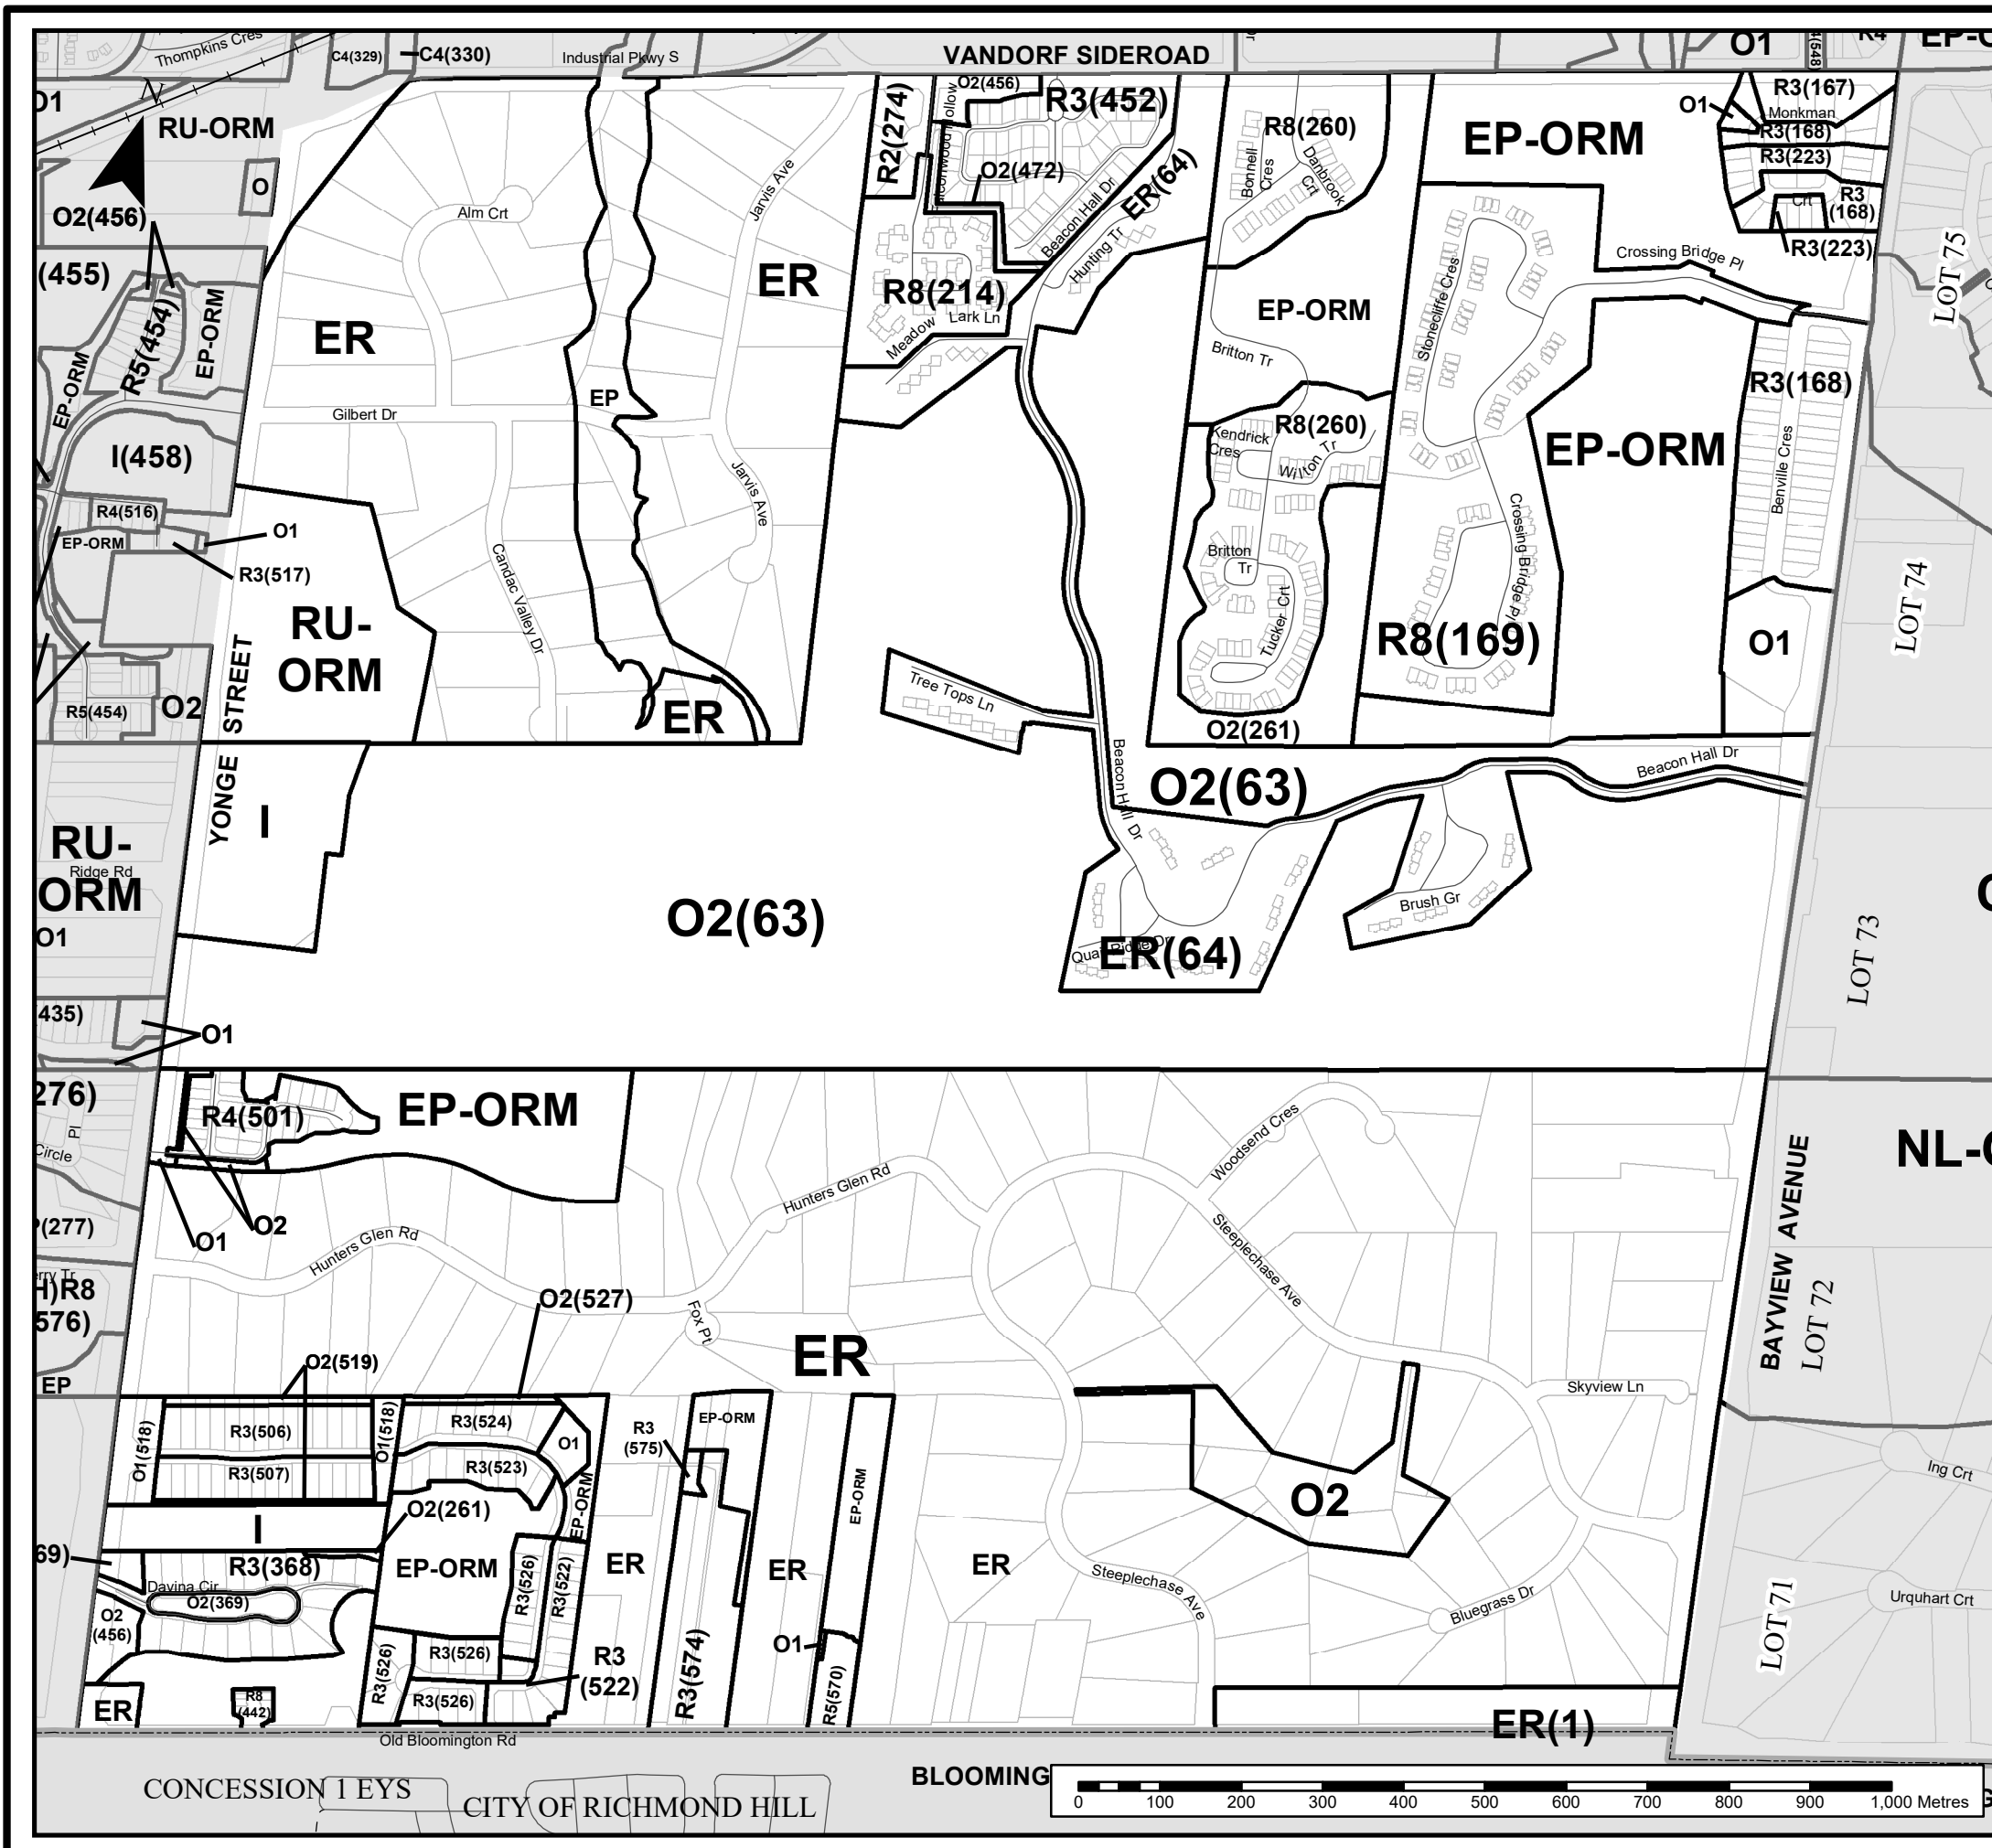 Thompkins Cres
C4(329)
C4(330)
Industrial Pkwy S
VANDORF SIDEROAD
O1
R4
N
RU-ORM
O
O2(456)
(455)
R5(454)
EP-ORM
EP-ORM
I(458)
R4(516)
EP-ORM
O1
R3(517)
R5(454)
O2
YONGE STREET
RU-
ORM
Alm Crt
ER
Gilbert Dr
Candac Valley Dr
EP
Jarvis Ave
Jarvis Ave
ER
ER
R2(274)
O2(456)
R3(452)
O2(472)
Beacon Hall Dr
ER(64)
Hunting Tr
R8(214)
Meadow
Lark Ln
R8(260)
Bonnell
Cres
Danbrook
Crt
EP-ORM
Britton Tr
R8(260)
Kendrick
Cres
Wilton Tr
Britton
Tr
Tucker Crt
O2(261)
EP-ORM
Stonecliffe Cres
Crossing Bridge Pl
Crossing Bridge Pl
R8(169)
EP-ORM
O1
R3(167)
Monkman
R3(168)
R3(223)
R3
(168)
Crt
R3(223)
R3(168)
Benville Cres
O1
LOT 75
LOT 74
Tree Tops Ln
Beacon Hall Dr
O2(63)
Beacon Hall Dr
RU-
Ridge Rd
ORM
O1
YONGE STREET
I
O2(63)
ER(64)
Brush Gr
LOT 73
435)
O1
276)
Pl
Circle
R4(501)
EP-ORM
O2
O1
(277)
Hunters Glen Rd
Hunters Glen Rd
Woodsend Cres
Steeplechase Ave
BAYVIEW AVENUE
LOT 72
)R8
576)
EP
O2(527)
Fox Pt
ER
Skyview Ln
O2(519)
O1(518)
R3(506)
R3(507)
O1(518)
R3(524)
R3(523)
O1
EP-ORM
R3
(575)
EP-ORM
EP-ORM
O2
Ing Crt
I
O2(261)
69)
R3(368)
Davina Cir
O2(369)
O2
(456)
EP-ORM
R3(526)
R3(522)
ER
ER
ER
Steeplechase Ave
Bluegrass Dr
LOT 71
Urquhart Crt
R3(526)
R3(526)
R3(526)
R3
(522)
R3(574)
O1
R5(570)
ER
R8
(442)
ER(1)
Old Bloomington Rd
CONCESSION 1 EYS
CITY OF RICHMOND HILL
BLOOMING
0 100 200 300 400 500 600 700 800 900 1,000 Metres